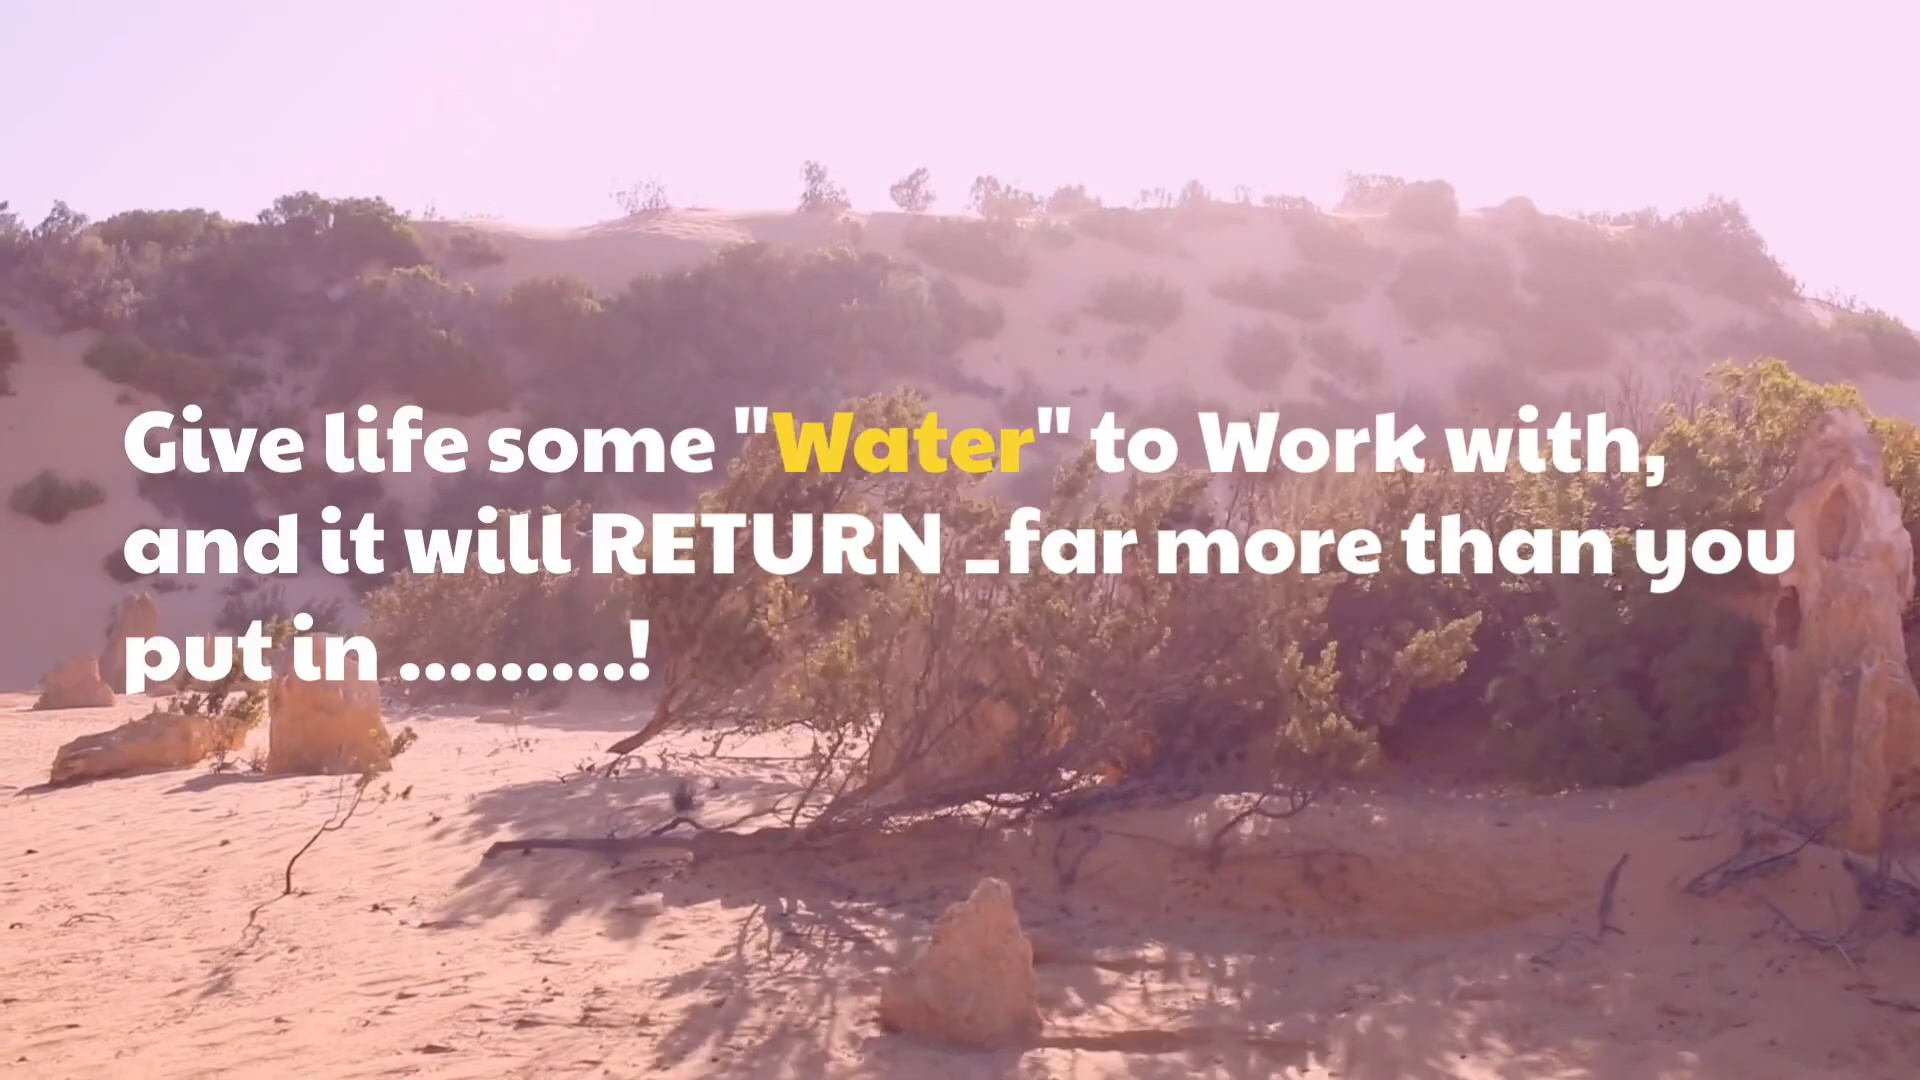 Give life some "Water" to Work with,
and it will RETURN _far more than you
put in .........!